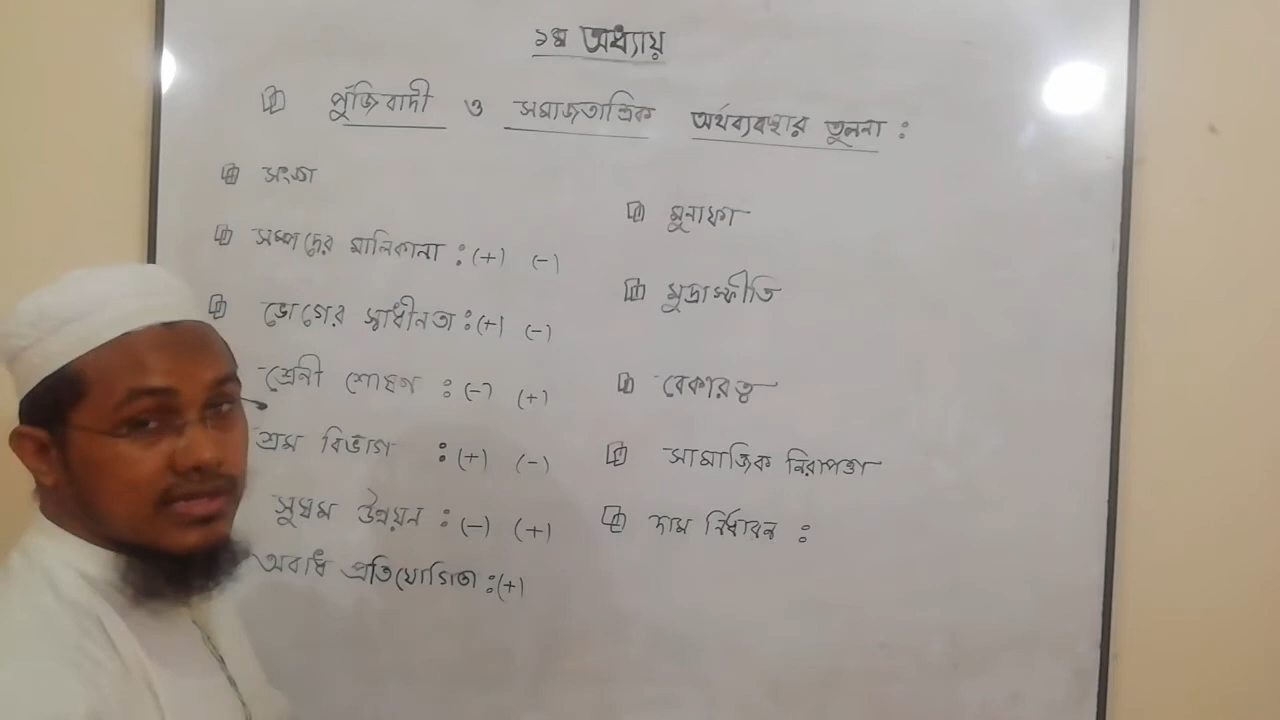 ১ম অধ্যায়
পুঁজিবাদী ও সমাজতান্ত্রিক অর্থব্যবস্থার তুলনা :
সংজ্ঞা
সম্পদের মালিকানা : (+) (-)
ভোগের স্বাধীনতা : (+) (-)
শ্রেনী শোষণ : (-) (+)
শ্রম বিভাগ : (+) (-)
সুষম উন্নয়ন : (-) (+)
অবাধ প্রতিযোগিতা : (+)
মুনাফা
মুদ্রাস্ফীতি
বেকারত্ব
সামাজিক নিরাপত্তা
দাম নির্ধারন :